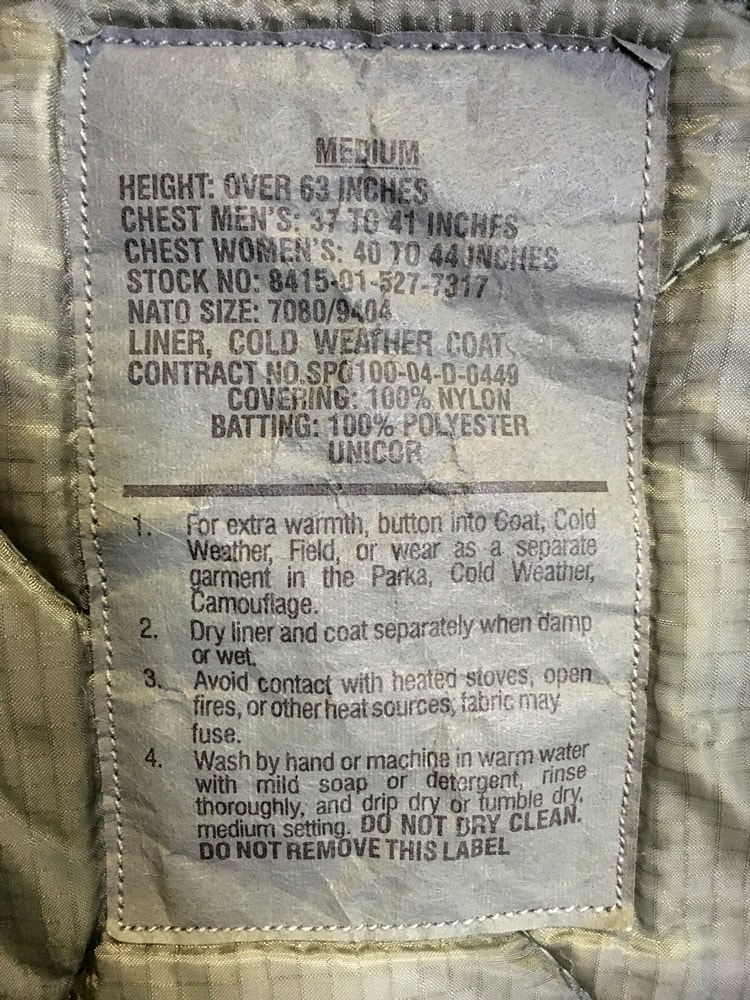 MEDIUM
HEIGHT: OVER 63 INCHES
CHEST MEN'S: 37 TO 41 INCHES
CHEST WOMEN'S: 40 TO 44 INCHES
STOCK NO: 8415-01-527-7317
NATO SIZE: 7080/9404
LINER, COLD WEATHER COAT,
CONTRACT NO.SPO100-04-D-0449
COVERING: 100% NYLON
BATTING: 100% POLYESTER
UNICOR
1. For extra warmth, button into Coat, Cold
Weather, Field, or wear as a separate
garment in the Parka, Cold Weather,
Camouflage.
2. Dry liner and coat separately when damp
or wet.
3. Avoid contact with heated stoves, open
fires, or other heat sources, fabric may
fuse.
4. Wash by hand or machine in warm water
with mild soap or detergent, rinse
thoroughly, and drip dry or tumble dry,
medium setting. DO NOT DRY CLEAN.
DO NOT REMOVE THIS LABEL